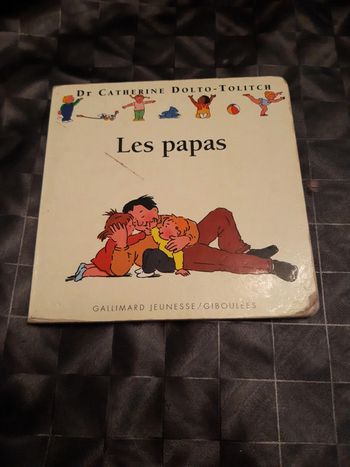 Dr Catherine Dolto-Tolitch
Les papas
GALLIMARD JEUNESSE/GIBOULÉES